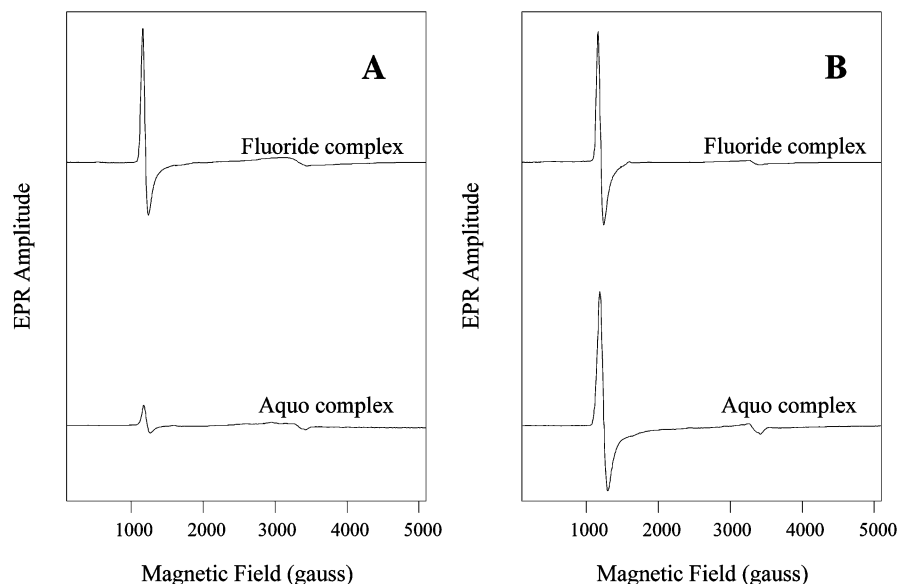 A
Fluoride complex
Aquo complex
EPR Amplitude
1000 2000 3000 4000 5000
Magnetic Field (gauss)
B
Fluoride complex
Aquo complex
EPR Amplitude
1000 2000 3000 4000 5000
Magnetic Field (gauss)